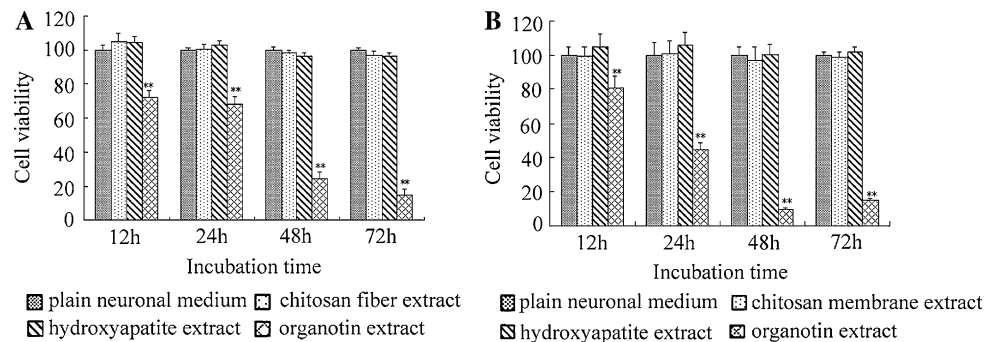 A
120
100
80
60
40
20
0
Cell viability
** ** ** **
12h 24h 48h 72h
Incubation time
plain neuronal medium chitosan fiber extract
hydroxyapatite extract organotin extract
B
120
100
80
60
40
20
0
Cell viability
** ** ** **
12h 24h 48h 72h
Incubation time
plain neuronal medium chitosan membrane extract
hydroxyapatite extract organotin extract